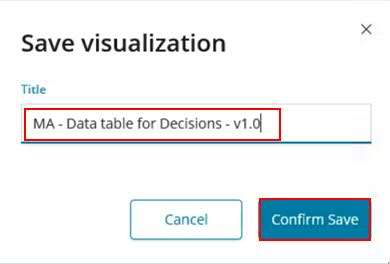 Save visualization
Title
MA - Data table for Decisions - v1.0
Cancel
Confirm Save